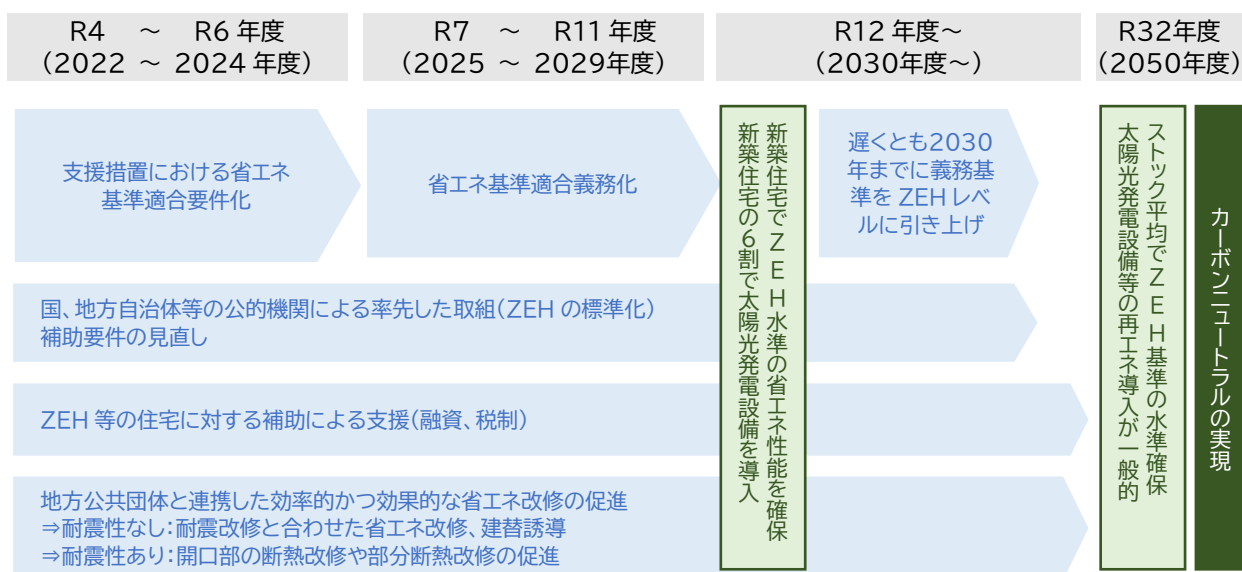 R4 ～ R6 年度
(2022 ～ 2024 年度)
R7 ～ R11 年度
(2025 ～ 2029年度)
R12 年度～
(2030年度～)
R32年度
(2050年度)
支援措置における省エネ
基準適合要件化
省エネ基準適合義務化
新築住宅でZEH水準の省エネ性能を確保
新築住宅の6割で太陽光発電設備を導入
遅くとも2030
年までに義務基
準を ZEH レベ
ルに引き上げ
ストック平均でZEH基準の水準確保
太陽光発電設備等の再エネ導入が一般的
カーボンニュートラルの実現
国、地方自治体等の公的機関による率先した取組(ZEH の標準化)
補助要件の見直し
ZEH 等の住宅に対する補助による支援(融資、税制)
地方公共団体と連携した効率的かつ効果的な省エネ改修の促進
⇒耐震性なし：耐震改修と合わせた省エネ改修、建替誘導
⇒耐震性あり：開口部の断熱改修や部分断熱改修の促進